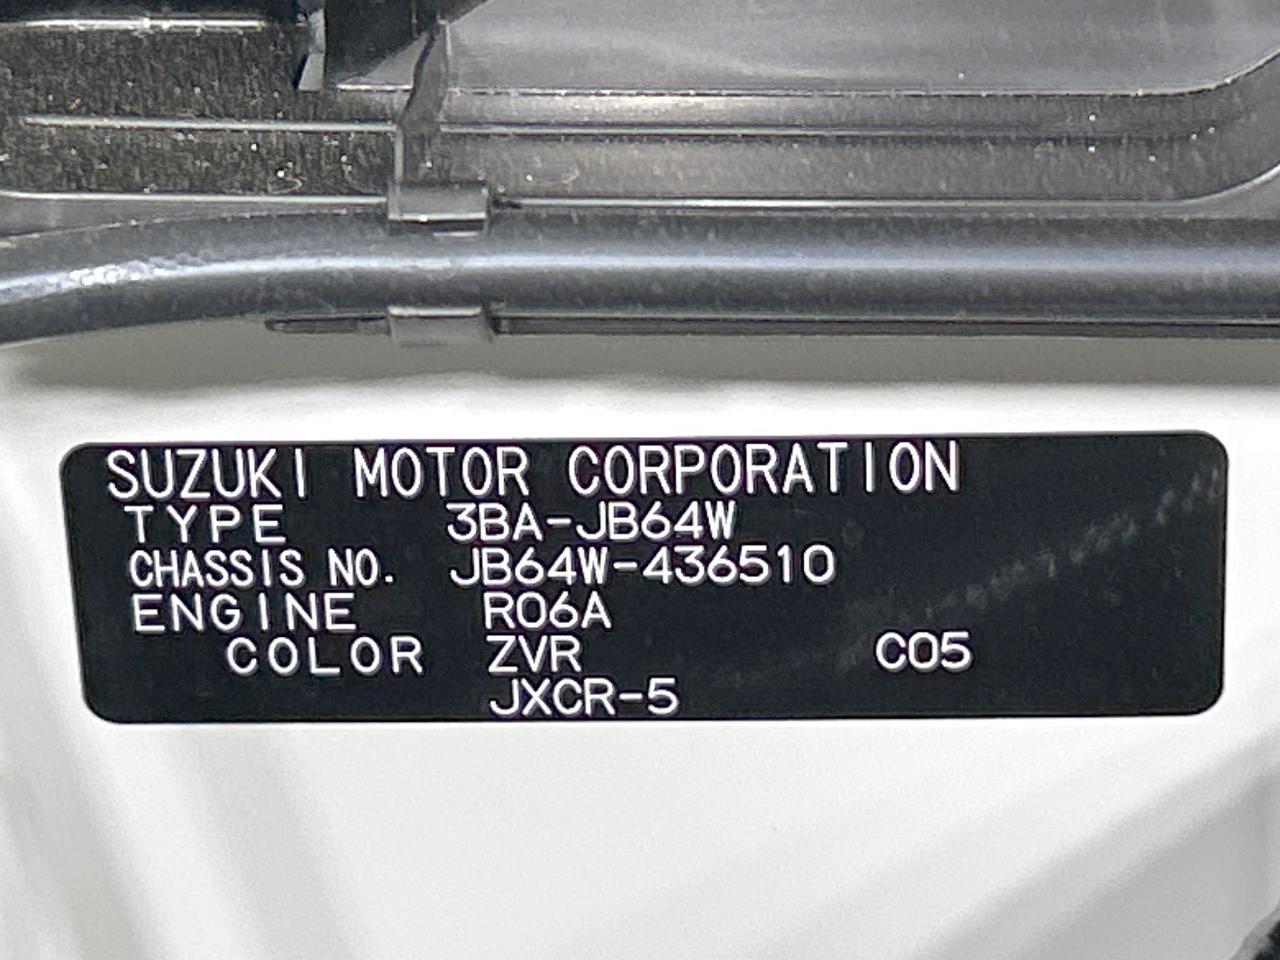 SUZUKI MOTOR CORPORATION
TYPE 3BA-JB64W
CHASSIS NO. JB64W-436510
ENGINE R06A
COLOR ZVR C05
JXCR-5